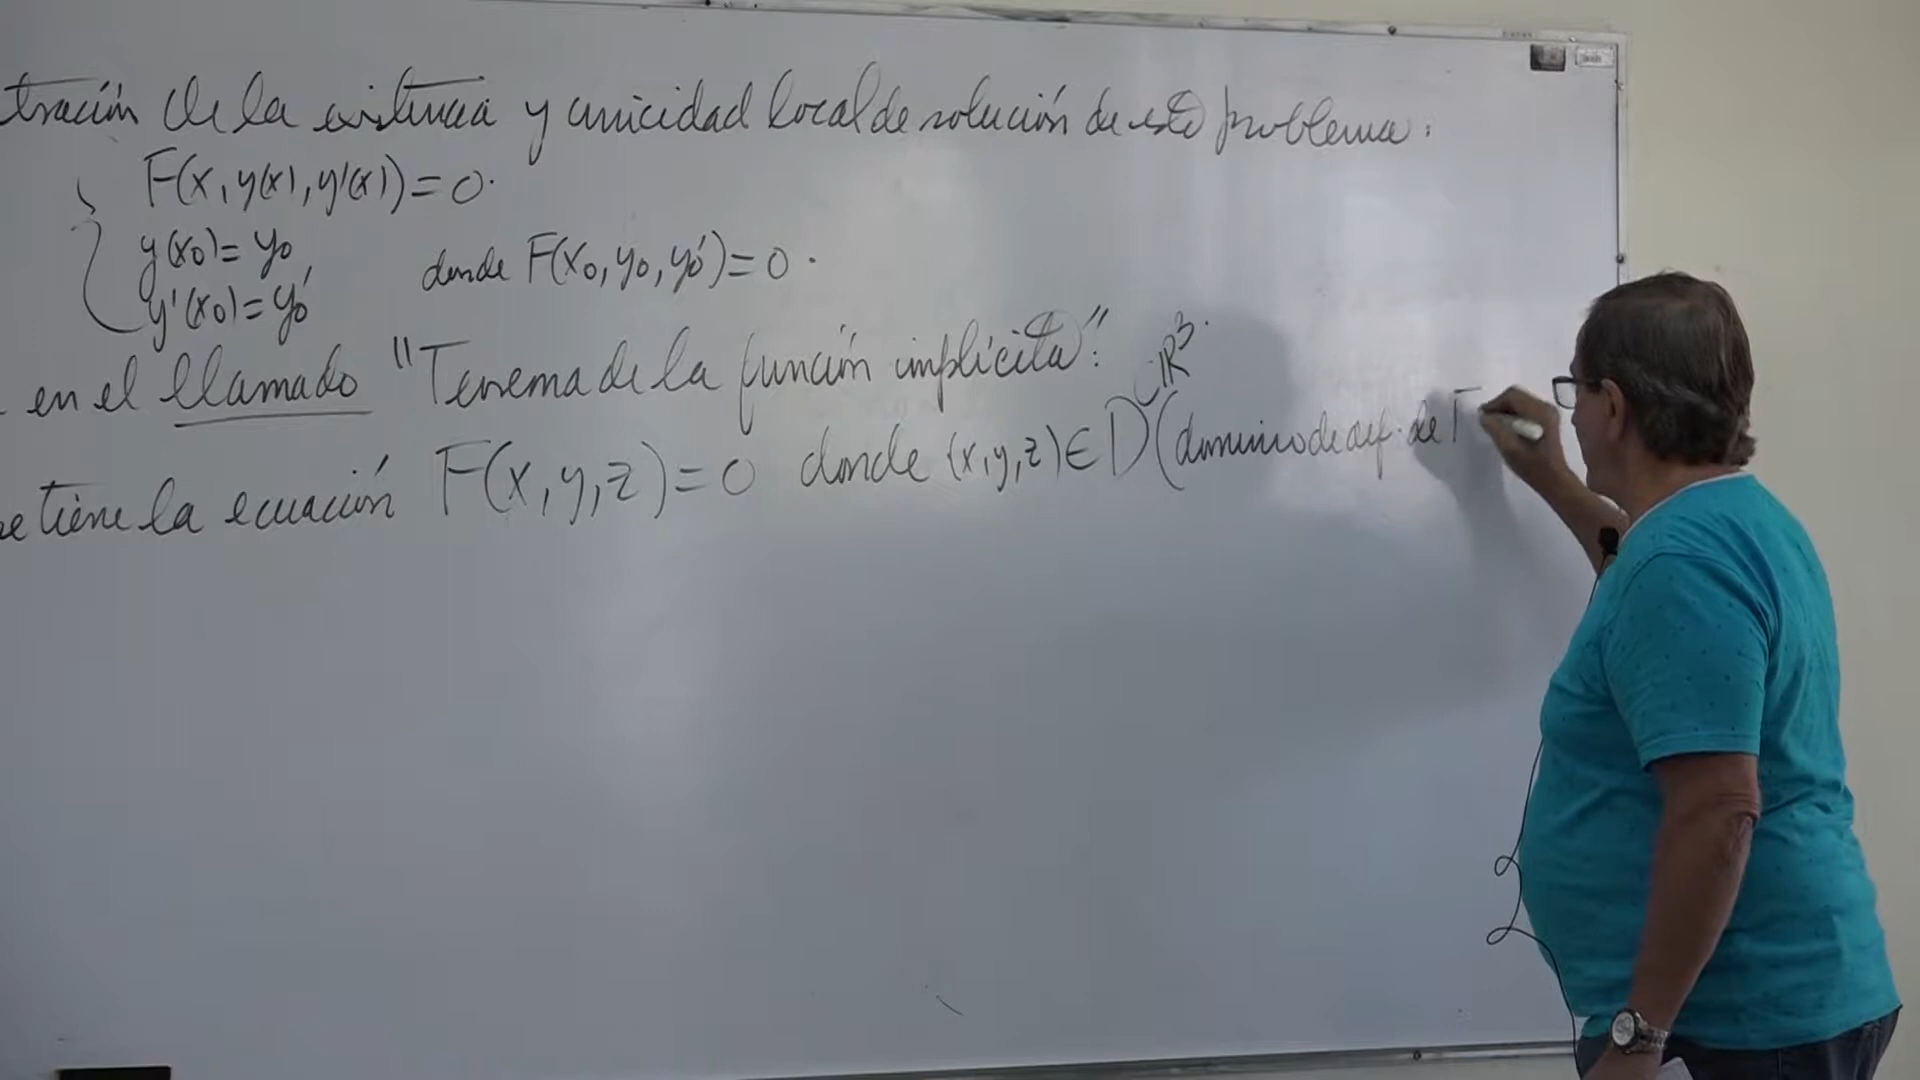 tración de la existencia y unicidad local de solución de este problema:
F(x, y(x), y'(x)) = 0.
y(x₀) = y₀
donde F(x₀, y₀, y₀') = 0.
y'(x₀) = y₀'
en el llamado "Teorema de la función implícita":
⊂ ℝ³.
se tiene la ecuación F(x, y, z) = 0 donde (x, y, z) ∈ D (dominio de def. de F